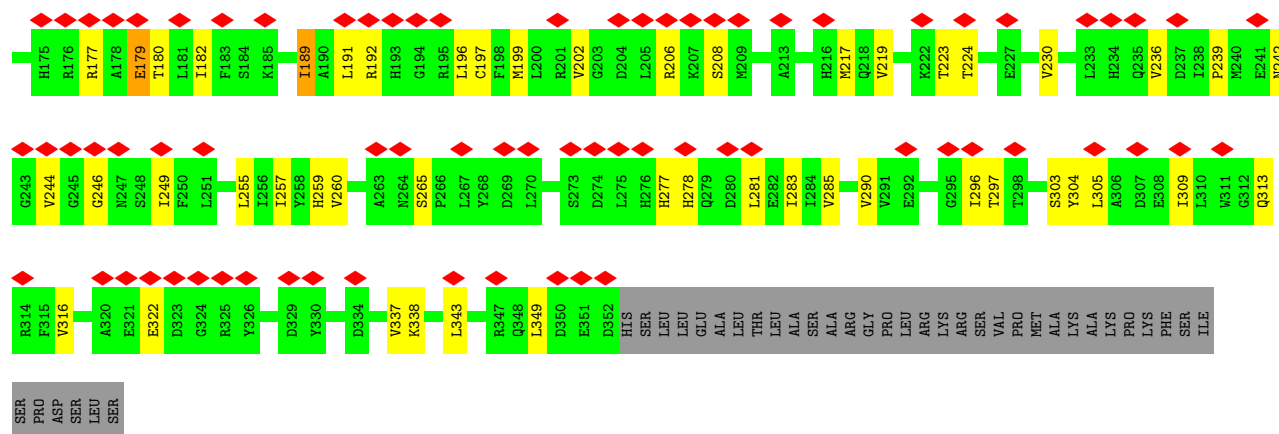 H175 R176 R177 A178 E179 T180 L181 I182 F183 S184 K185 I189 A190 L191 R192 H193 G194 R195 L196 C197 F198 M199 L200 R201 V202 G203 D204 L205 R206 K207 S208 M209 A213 H216 M217 Q218 V219 K222 T223 T224 E227 V230 L233 H234 Q235 V236 D237 I238 P239 M240 E241 N242
G243 V244 G245 G246 N247 S248 I249 F250 L251 L255 I256 I257 Y258 H259 V260 A263 N264 S265 P266 L267 Y268 D269 L270 S273 D274 L275 H276 H277 H278 Q279 D280 L281 E282 I283 I284 V285 V290 V291 E292 G295 I296 T297 T298 S303 Y304 L305 A306 D307 E308 I309 L310 W311 G312 Q313
R314 F315 V316 A320 E321 E322 D323 G324 R325 Y326 D329 Y330 D334 V337 K338 L343 R347 Q348 L349 D350 E351 D352 HIS SER LEU LEU GLU ALA LEU THR LEU ALA SER ALA ARG GLY PRO LEU ARG LYS ARG SER VAL PRO MET ALA LYS ALA LYS PRO LYS PHE SER ILE
SER PRO ASP SER LEU SER